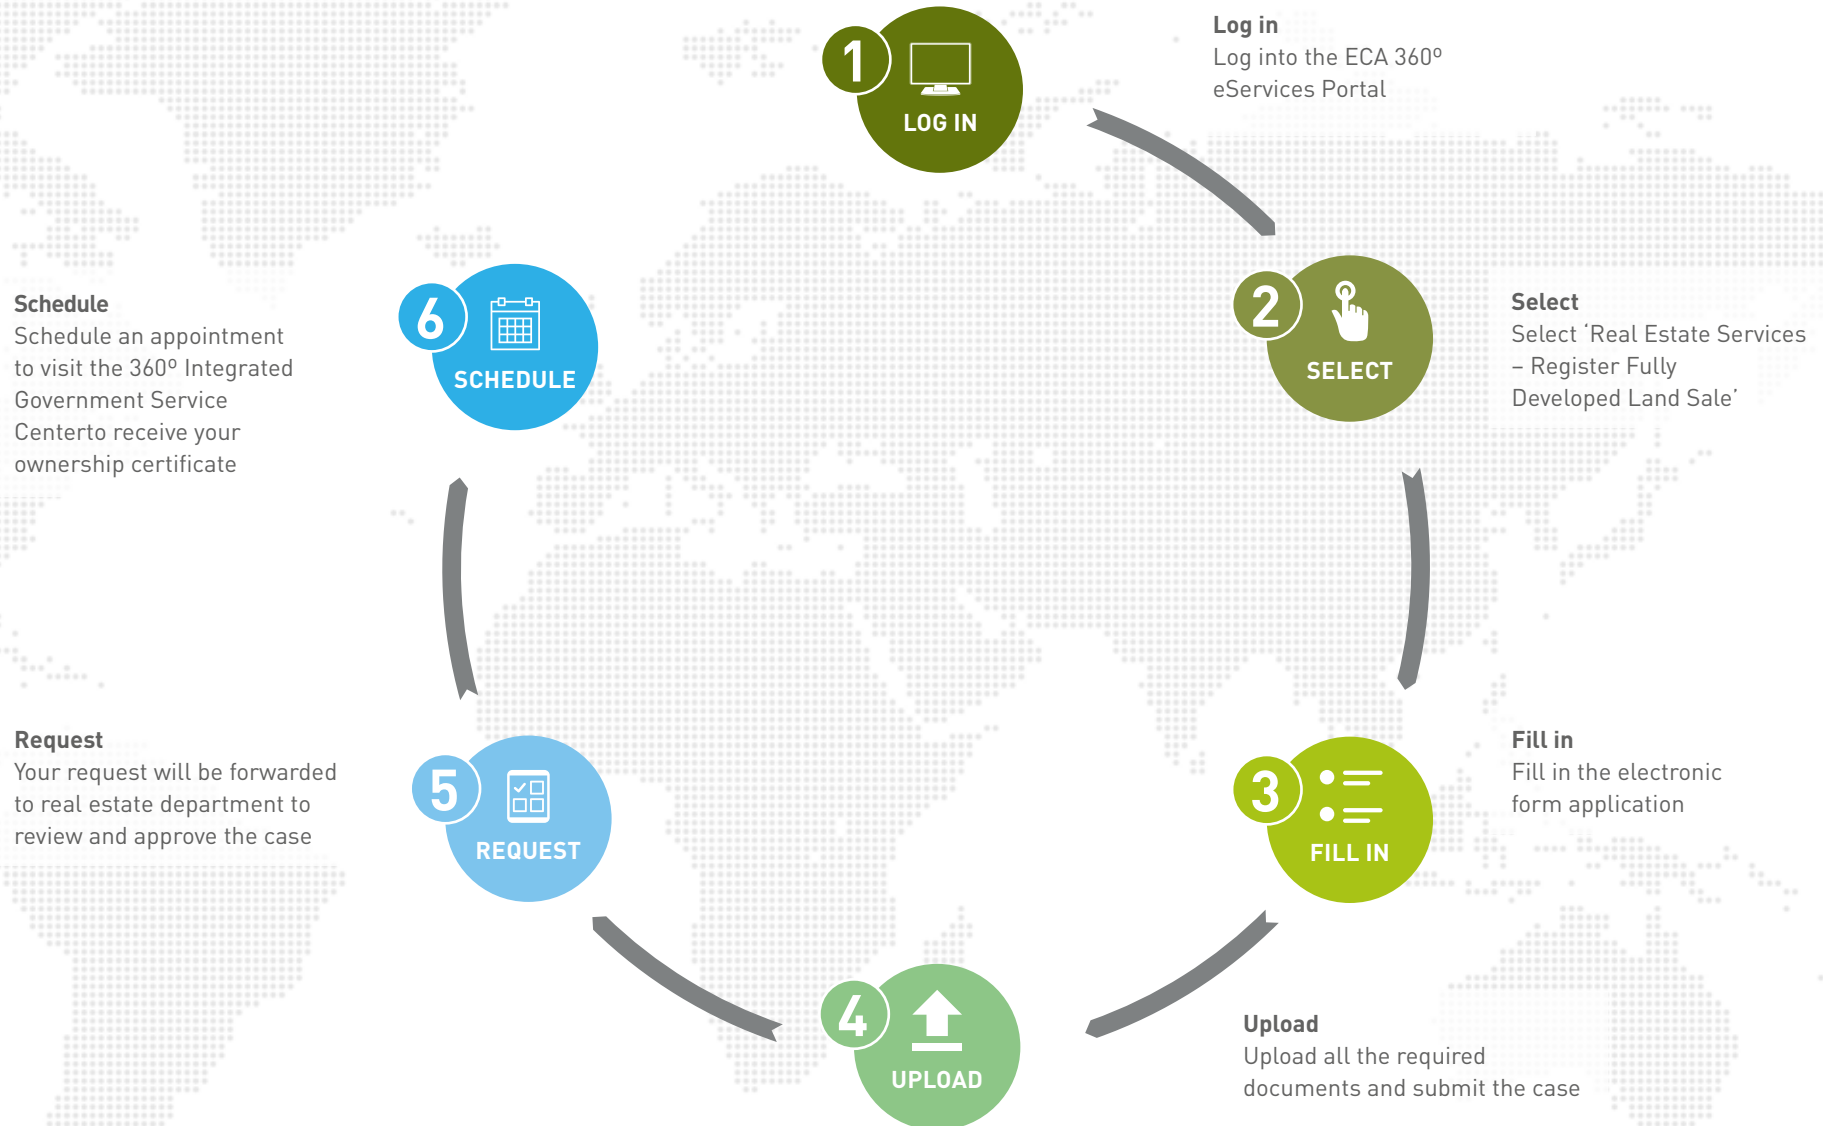 1
LOG IN
Log in
Log into the ECA 360º
eServices Portal
2
SELECT
Select
Select ‘Real Estate Services
– Register Fully
Developed Land Sale’
3
FILL IN
Fill in
Fill in the electronic
form application
4
UPLOAD
Upload
Upload all the required
documents and submit the case
5
REQUEST
Request
Your request will be forwarded
to real estate department to
review and approve the case
6
SCHEDULE
Schedule
Schedule an appointment
to visit the 360º Integrated
Government Service
Centerto receive your
ownership certificate